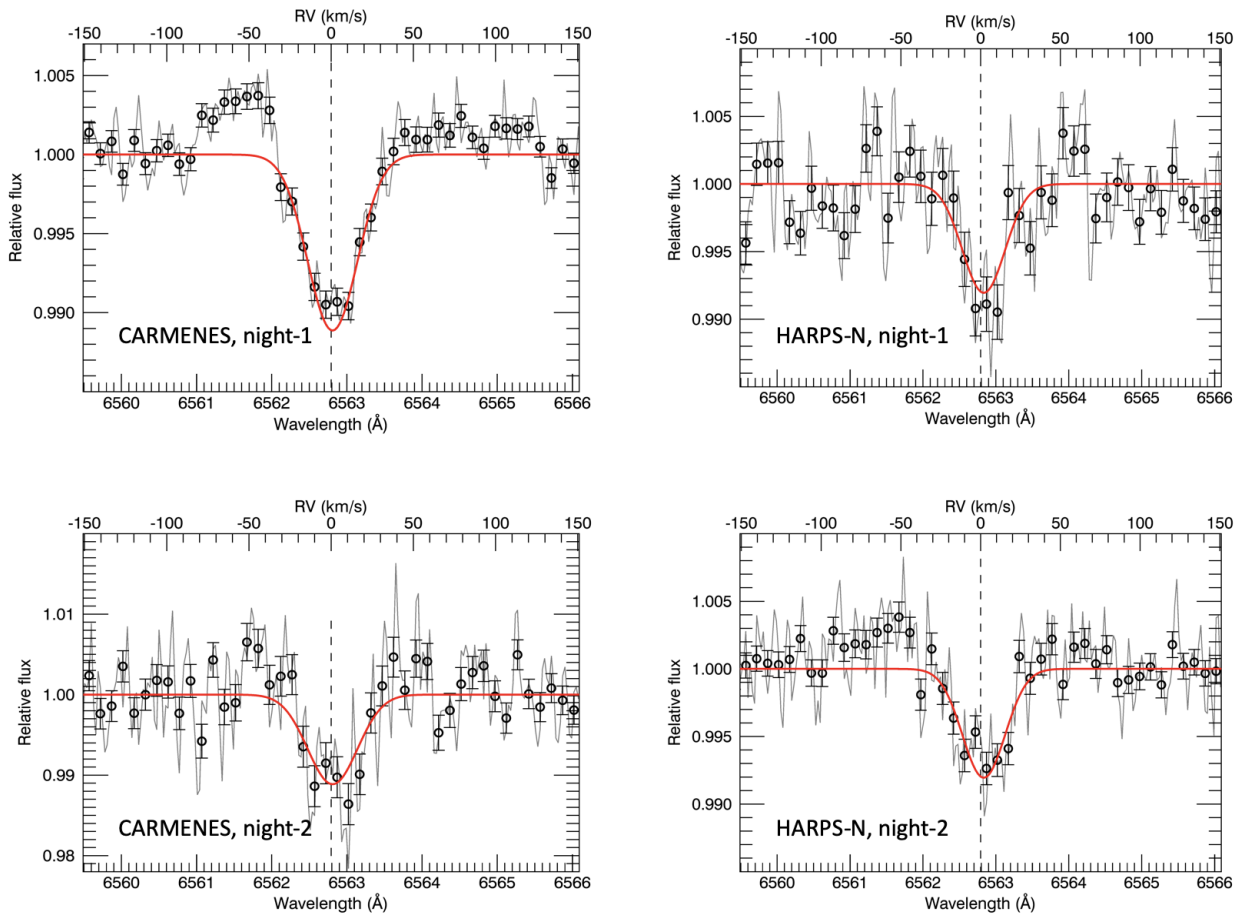 RV (km/s)
-150 -100 -50 0 50 100 150
1.005
1.000
0.995
0.990
Relative flux
CARMENES, night-1
6560 6561 6562 6563 6564 6565 6566
Wavelength (Å)
RV (km/s)
-150 -100 -50 0 50 100 150
1.005
1.000
0.995
0.990
Relative flux
HARPS-N, night-1
6560 6561 6562 6563 6564 6565 6566
Wavelength (Å)
RV (km/s)
-150 -100 -50 0 50 100 150
1.01
1.00
0.99
0.98
Relative flux
CARMENES, night-2
6560 6561 6562 6563 6564 6565 6566
Wavelength (Å)
RV (km/s)
-150 -100 -50 0 50 100 150
1.005
1.000
0.995
0.990
Relative flux
HARPS-N, night-2
6560 6561 6562 6563 6564 6565 6566
Wavelength (Å)